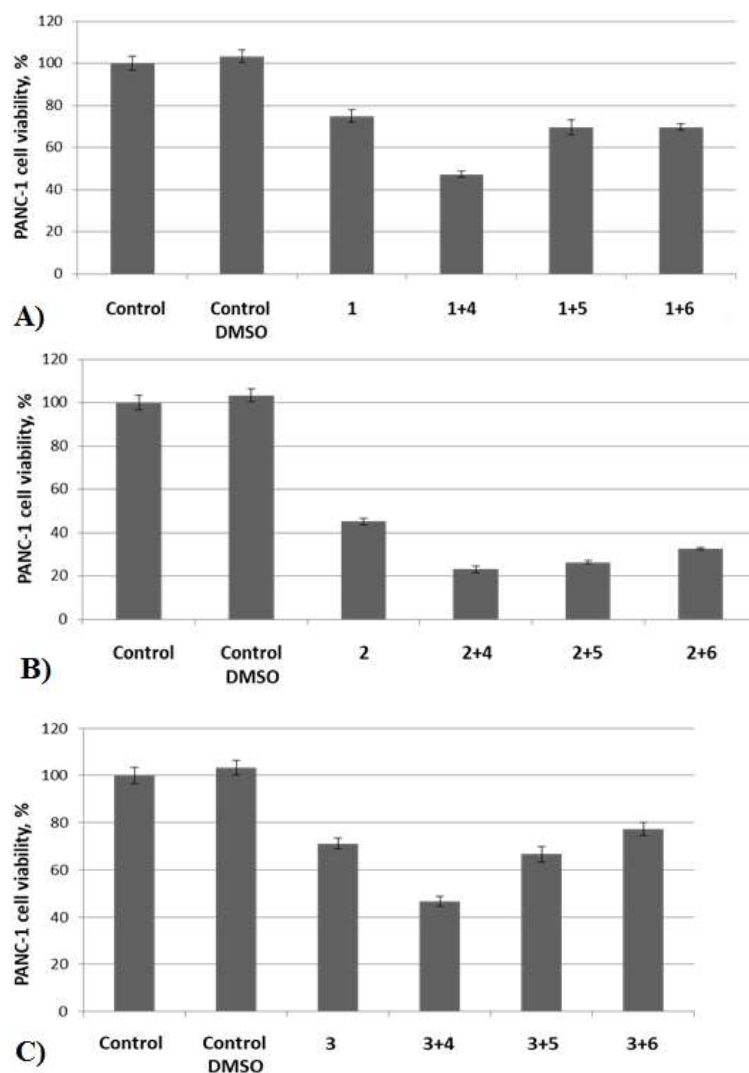 PANC-1 cell viability, %
120
100
80
60
40
20
0
Control
Control
DMSO
1
1+4
1+5
1+6
A)
PANC-1 cell viability, %
120
100
80
60
40
20
0
Control
Control
DMSO
2
2+4
2+5
2+6
B)
PANC-1 cell viability, %
120
100
80
60
40
20
0
Control
Control
DMSO
3
3+4
3+5
3+6
C)